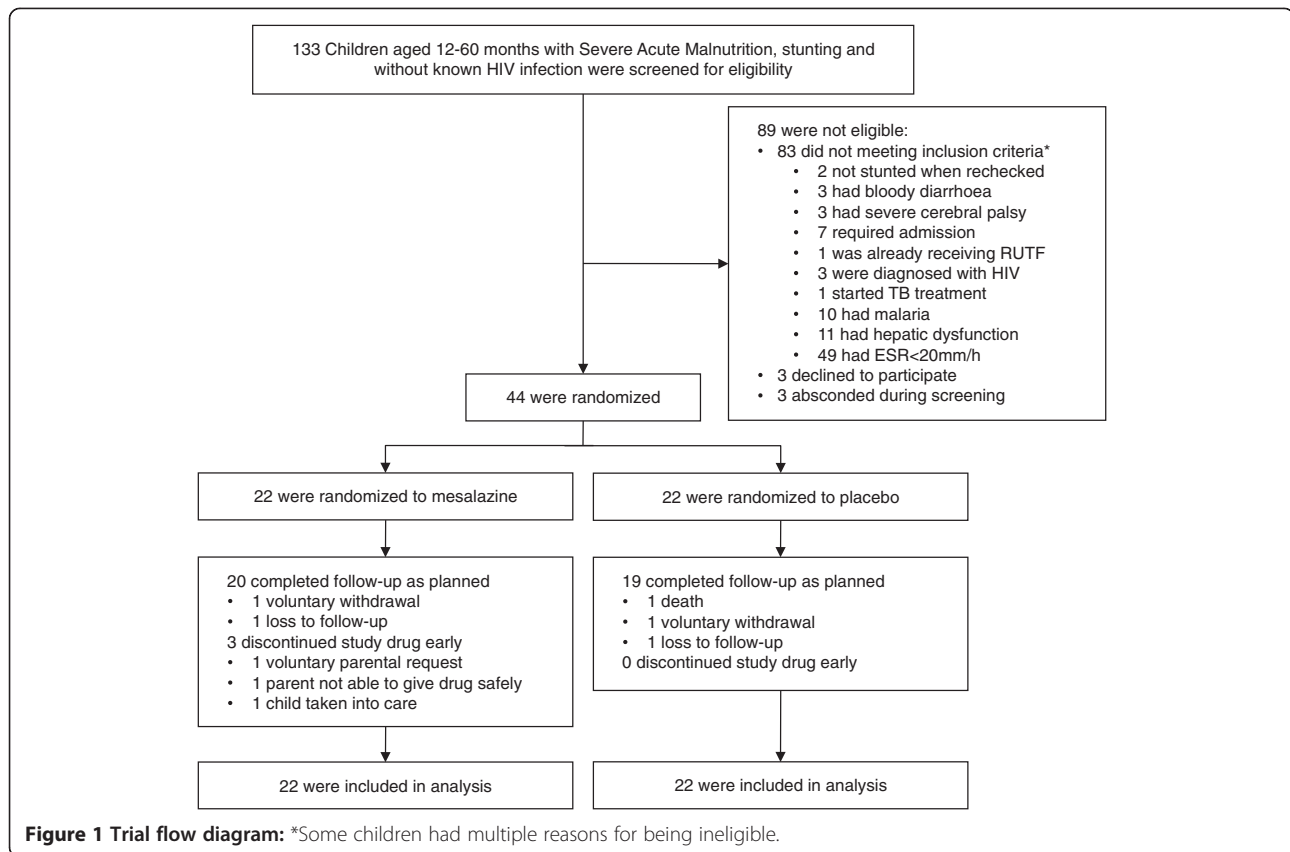 133 Children aged 12-60 months with Severe Acute Malnutrition, stunting and
without known HIV infection were screened for eligibility
89 were not eligible:
• 83 did not meeting inclusion criteria*
• 2 not stunted when rechecked
• 3 had bloody diarrhoea
• 3 had severe cerebral palsy
• 7 required admission
• 1 was already receiving RUTF
• 3 were diagnosed with HIV
• 1 started TB treatment
• 10 had malaria
• 11 had hepatic dysfunction
• 49 had ESR<20mm/h
• 3 declined to participate
• 3 absconded during screening
44 were randomized
22 were randomized to mesalazine
22 were randomized to placebo
20 completed follow-up as planned
• 1 voluntary withdrawal
• 1 loss to follow-up
3 discontinued study drug early
• 1 voluntary parental request
• 1 parent not able to give drug safely
• 1 child taken into care
19 completed follow-up as planned
• 1 death
• 1 voluntary withdrawal
• 1 loss to follow-up
0 discontinued study drug early
22 were included in analysis
22 were included in analysis
Figure 1 Trial flow diagram: *Some children had multiple reasons for being ineligible.